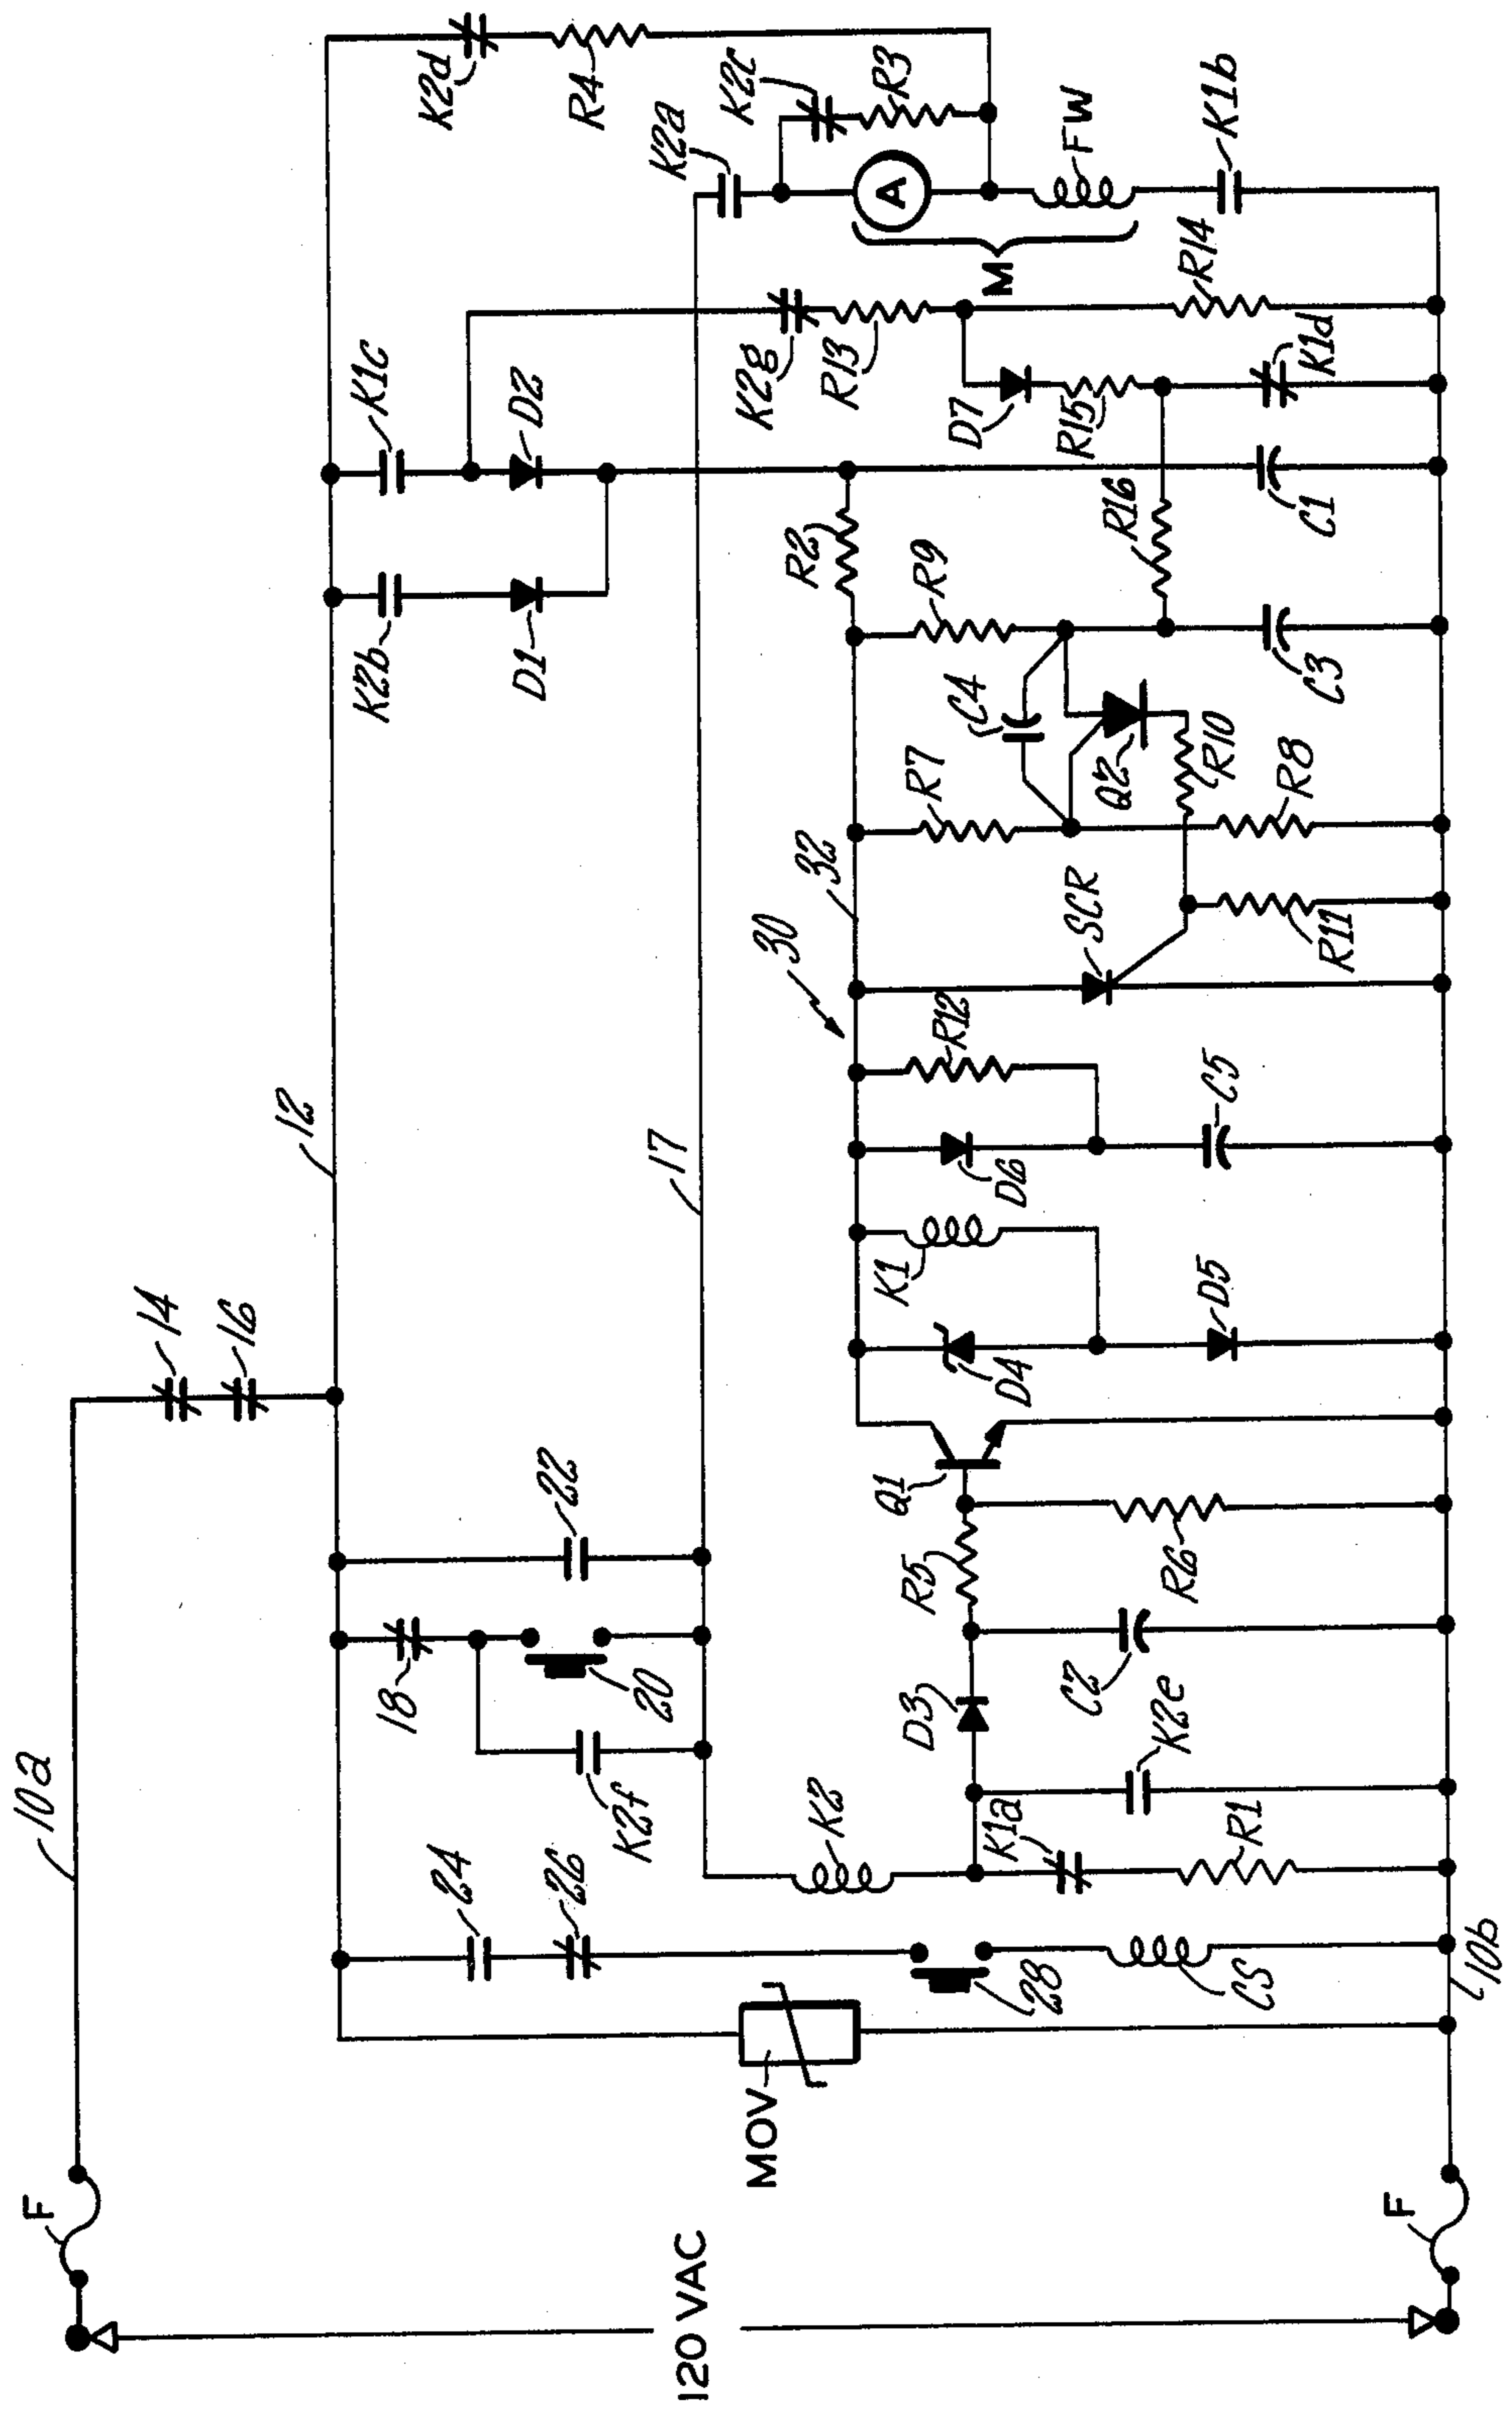 10a
F
14
16
12
22
18
20
K2f
24
26
MOV
120 VAC
28
CS
10b
F
K2
K1a
R1
K2e
D3
C2
R5
R6
Q1
17
D4
D5
K1
D6
C5
R12
30
32
SCR
R11
R7
R8
R10
Q2
C4
R9
C3
R16
R2
C1
K2b
D1
K1c
D2
K2g
R13
D7
R15
K1d
R14
M
K2a
A
FW
K1b
K2c
R3
K2d
R4